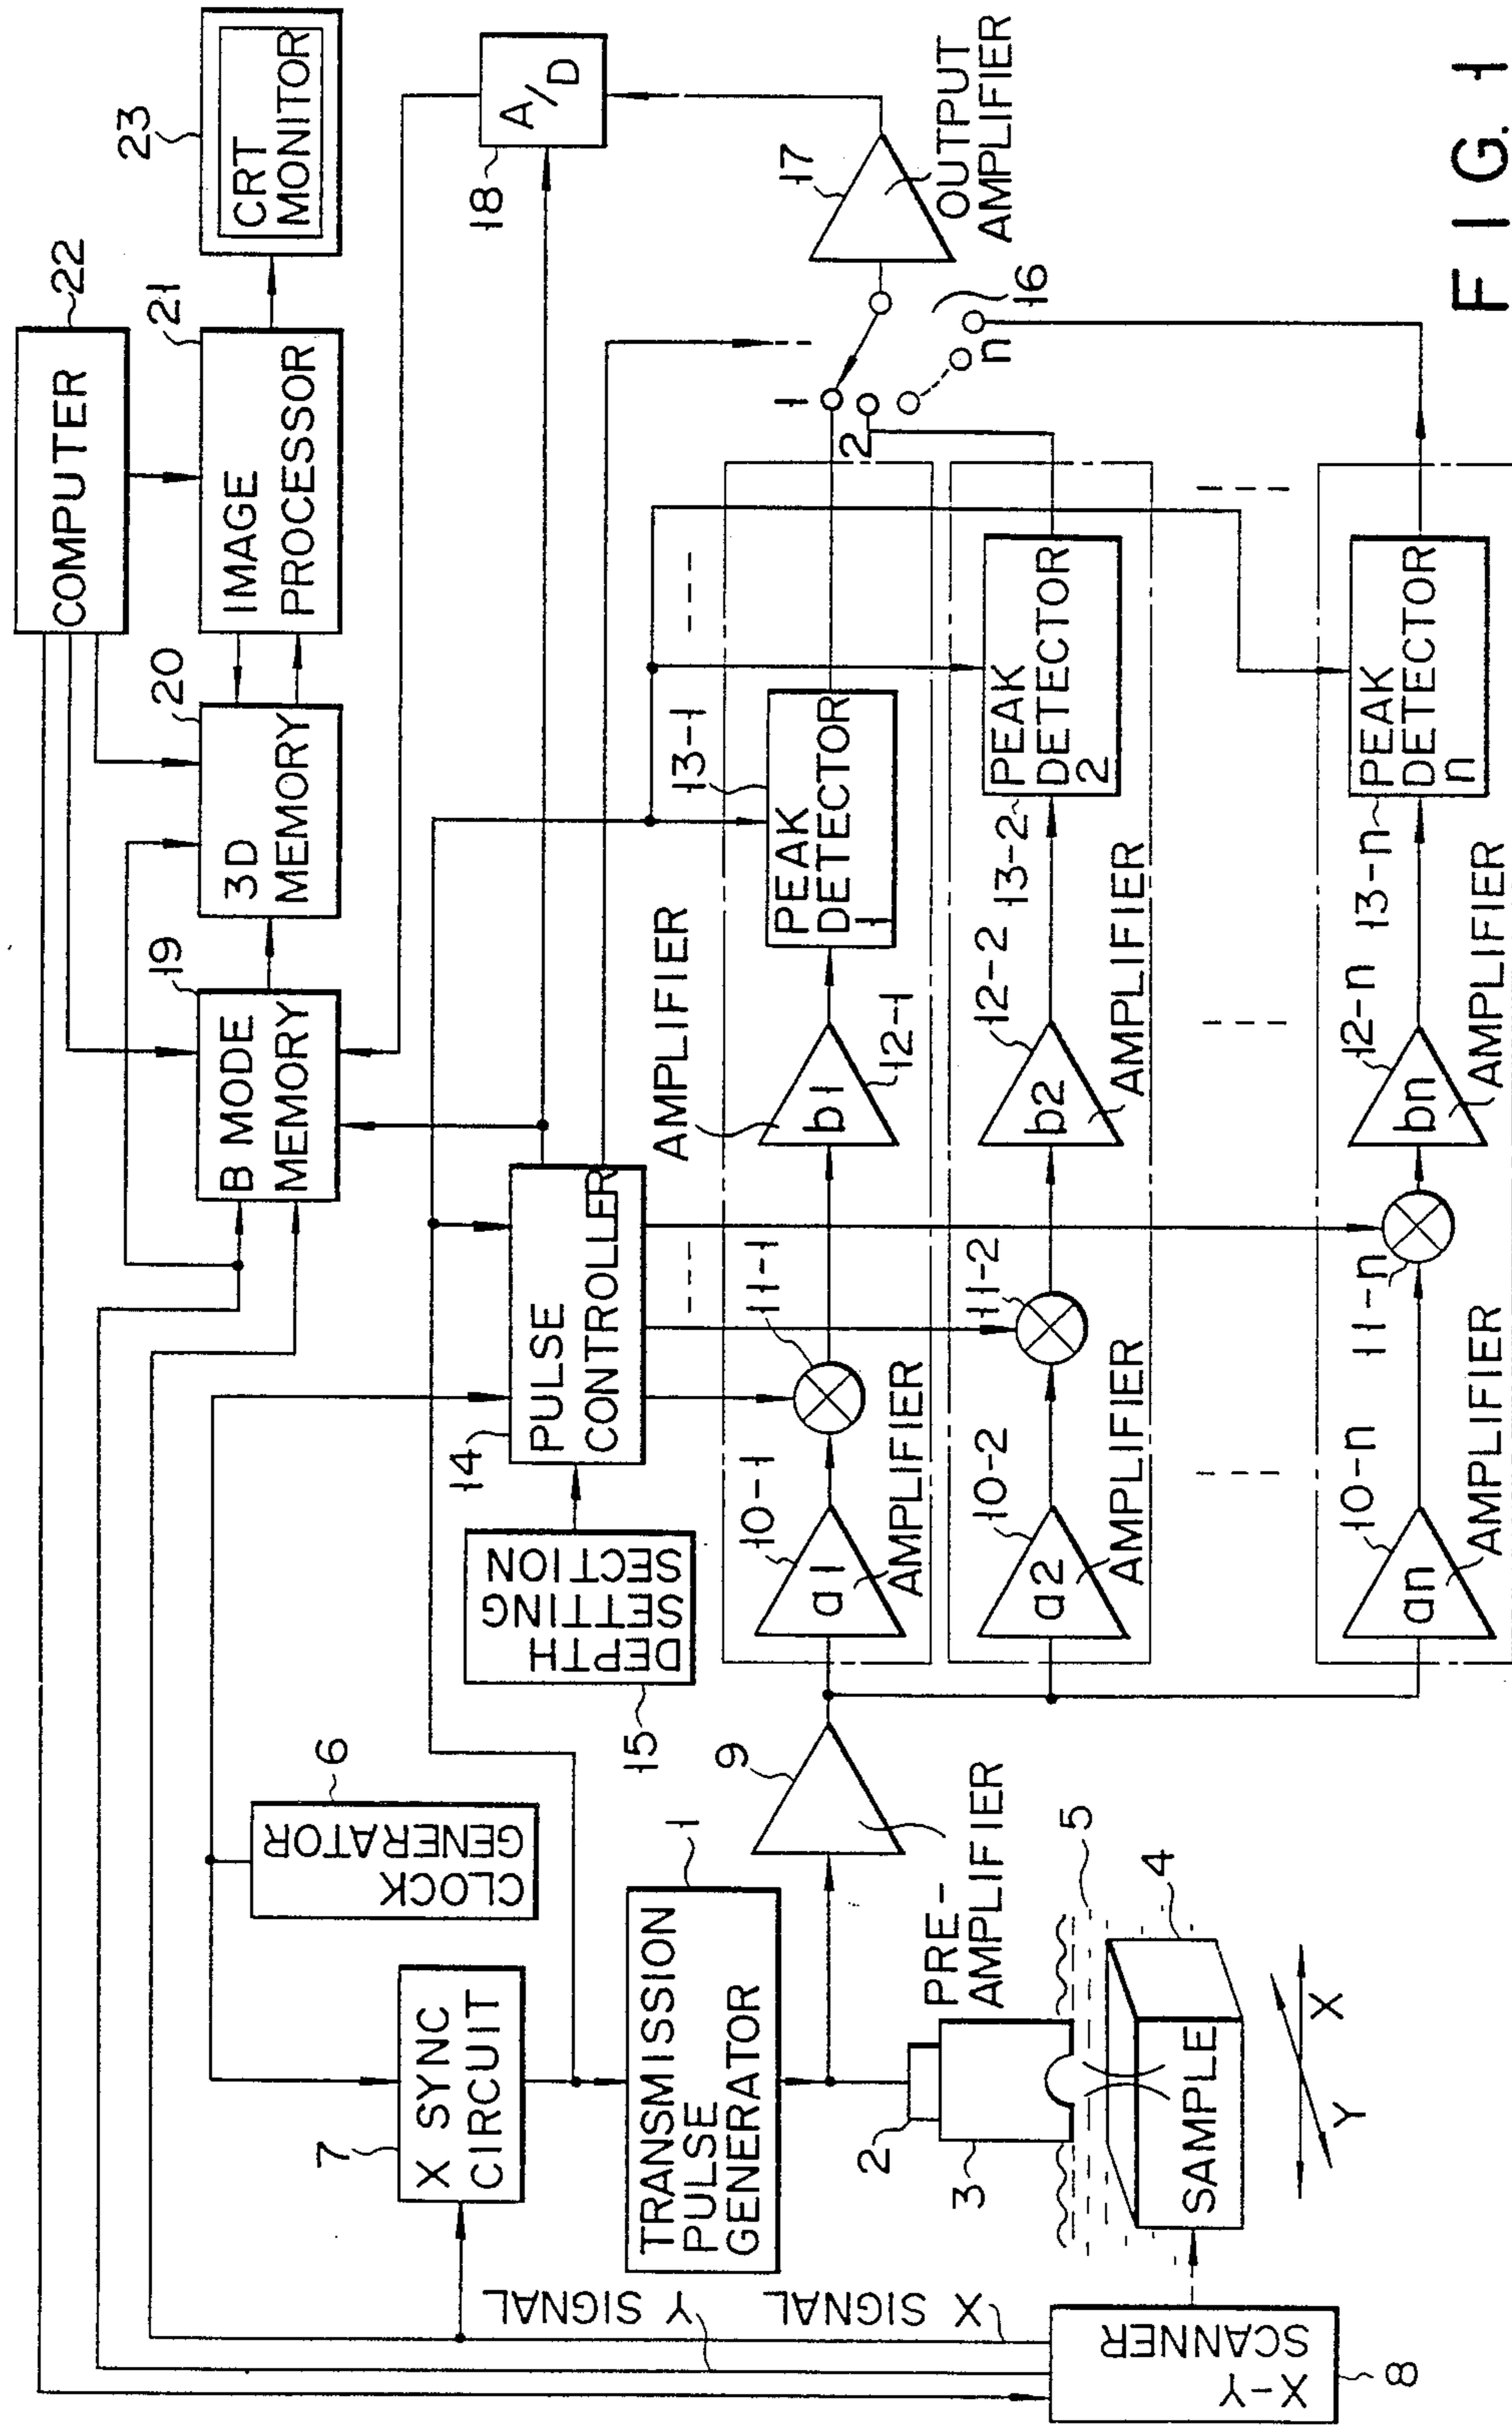 COMPUTER
22
IMAGE
PROCESSOR
21
CRT
MONITOR
23
3D
MEMORY
20
B MODE
MEMORY
19
A/D
18
CLOCK
GENERATOR
6
X SYNC
CIRCUIT
7
PULSE
CONTROLLER
14
DEPTH
SETTING
SECTION
15
TRANSMISSION
PULSE
GENERATOR
1
Y SIGNAL
X SIGNAL
X-Y
SCANNER
8
2
3
PRE-
AMPLIFIER
9
5
4
SAMPLE
X
Y
a1
10-1
AMPLIFIER
11-1
b1
12-1
AMPLIFIER
PEAK
DETECTOR
1
13-1
a2
10-2
AMPLIFIER
11-2
b2
12-2
AMPLIFIER
PEAK
DETECTOR
2
13-2
an
10-n
AMPLIFIER
11-n
bn
12-n
AMPLIFIER
PEAK
DETECTOR
n
13-n
1
2
n
16
17
OUTPUT
AMPLIFIER
FIG. 1